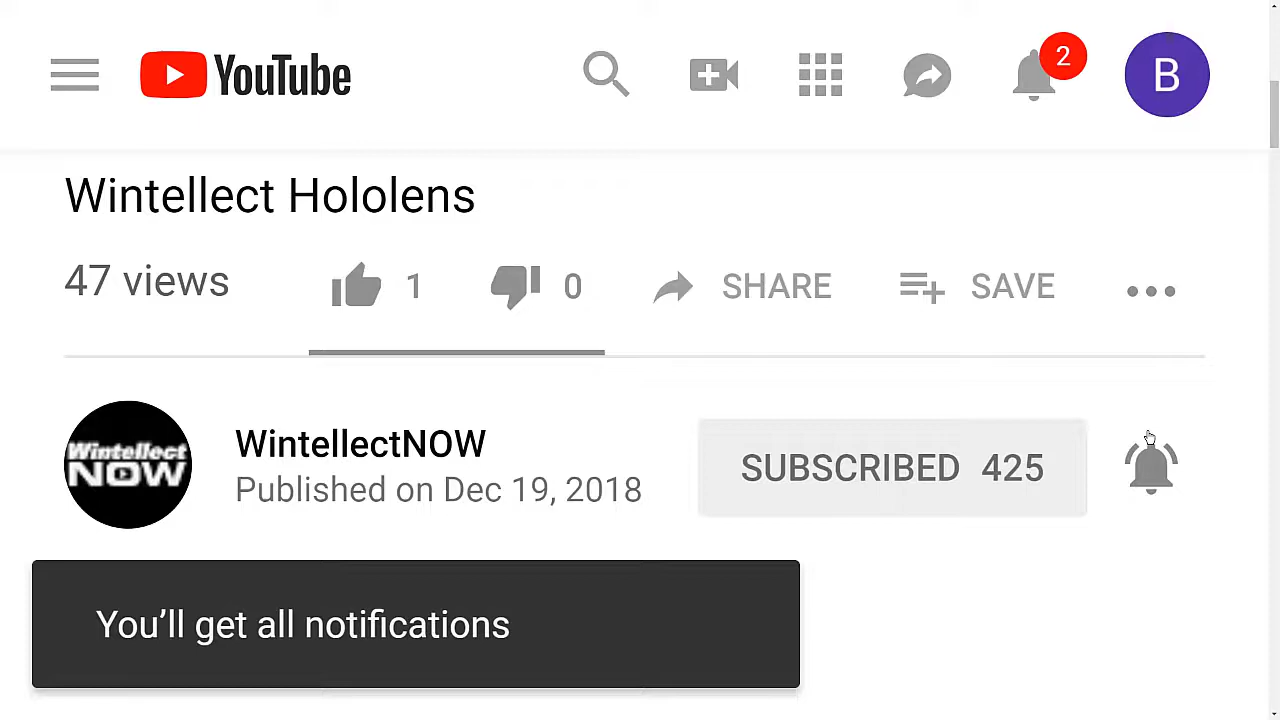 YouTube 2 B
Wintellect Hololens
47 views 1 0 SHARE SAVE
Wintellect
NOW
WintellectNOW
Published on Dec 19, 2018
SUBSCRIBED 425
You’ll get all notifications